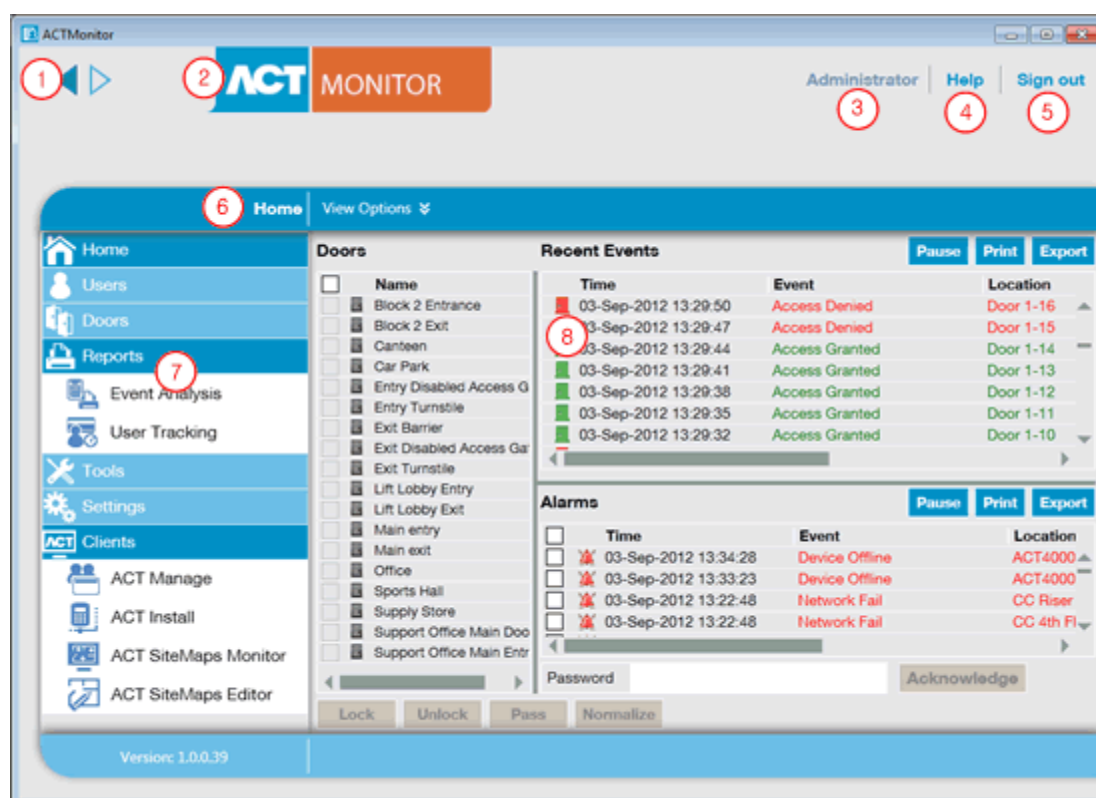 ACTMonitor
1
2
ACT MONITOR
Administrator Help Sign out
3
4
5
6
Home View Options
Home
Users
Doors
Reports
7
Event Analysis
User Tracking
Tools
Settings
ACT Clients
ACT Manage
ACT Install
ACT SiteMaps Monitor
ACT SiteMaps Editor
Doors
Name
Block 2 Entrance
Block 2 Exit
Canteen
Car Park
Entry Disabled Access G
Entry Turnstile
Exit Barrier
Exit Disabled Access Ga
Exit Turnstile
Lift Lobby Entry
Lift Lobby Exit
Main entry
Main exit
Office
Sports Hall
Supply Store
Support Office Main Doo
Support Office Main Entr
Lock Unlock Pass Normalize
Recent Events Pause Print Export
Time Event Location
03-Sep-2012 13:29:50 Access Denied Door 1-16
03-Sep-2012 13:29:47 Access Denied Door 1-15
8
03-Sep-2012 13:29:44 Access Granted Door 1-14
03-Sep-2012 13:29:41 Access Granted Door 1-13
03-Sep-2012 13:29:38 Access Granted Door 1-12
03-Sep-2012 13:29:35 Access Granted Door 1-11
03-Sep-2012 13:29:32 Access Granted Door 1-10
Alarms Pause Print Export
Time Event Location
03-Sep-2012 13:34:28 Device Offline ACT4000
03-Sep-2012 13:33:23 Device Offline ACT4000
03-Sep-2012 13:22:48 Network Fail CC Riser
03-Sep-2012 13:22:48 Network Fail CC 4th Fl
Password Acknowledge
Version: 1.0.0.39